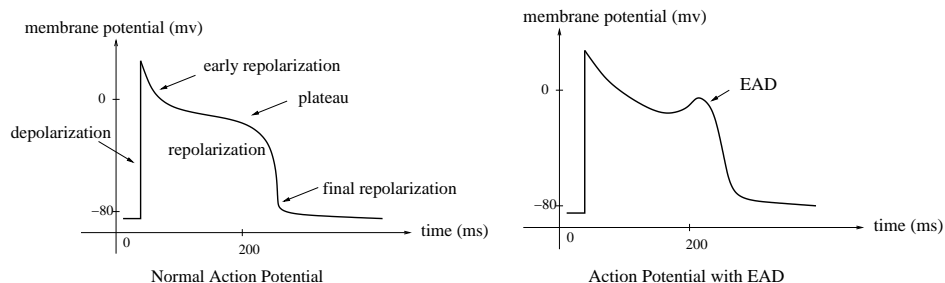 membrane potential (mv)
early repolarization
0
plateau
depolarization
repolarization
final repolarization
−80
time (ms)
0
200
Normal Action Potential
membrane potential (mv)
0
EAD
−80
time (ms)
0
200
Action Potential with EAD